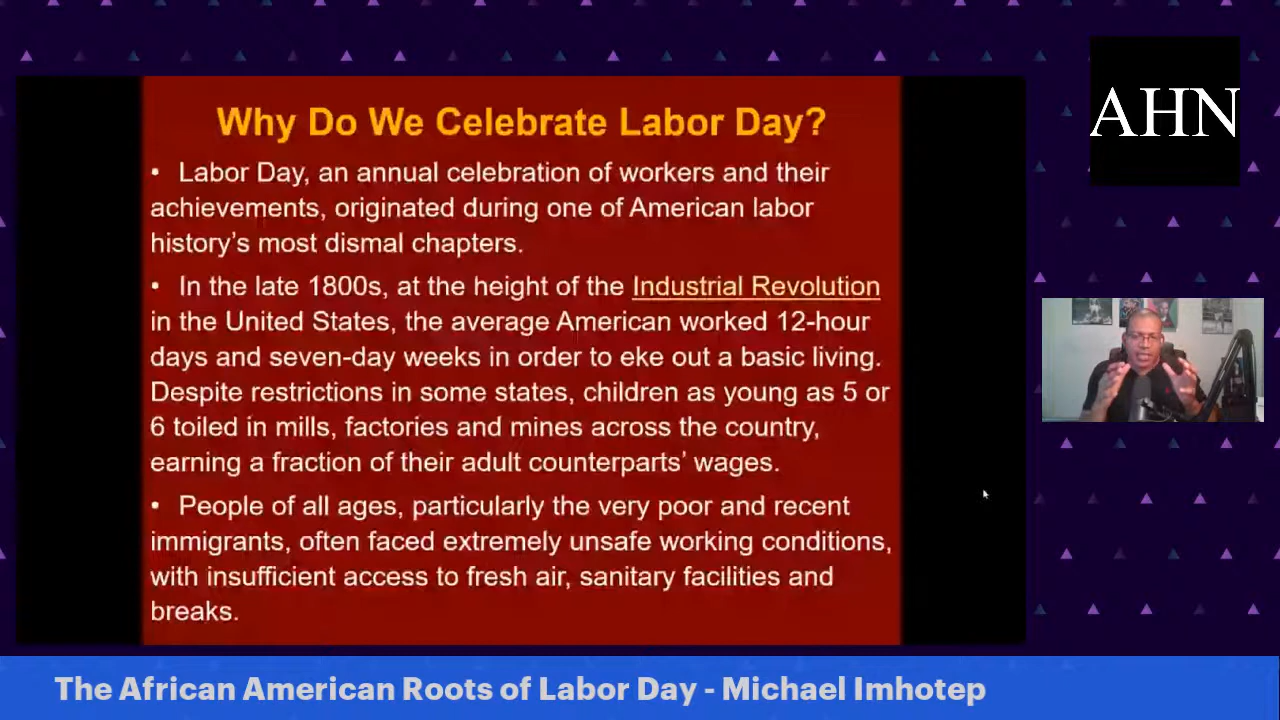 Why Do We Celebrate Labor Day?
• Labor Day, an annual celebration of workers and their
achievements, originated during one of American labor
history’s most dismal chapters.
• In the late 1800s, at the height of the Industrial Revolution
in the United States, the average American worked 12-hour
days and seven-day weeks in order to eke out a basic living.
Despite restrictions in some states, children as young as 5 or
6 toiled in mills, factories and mines across the country,
earning a fraction of their adult counterparts’ wages.
• People of all ages, particularly the very poor and recent
immigrants, often faced extremely unsafe working conditions,
with insufficient access to fresh air, sanitary facilities and
breaks.
AHN
The African American Roots of Labor Day - Michael Imhotep